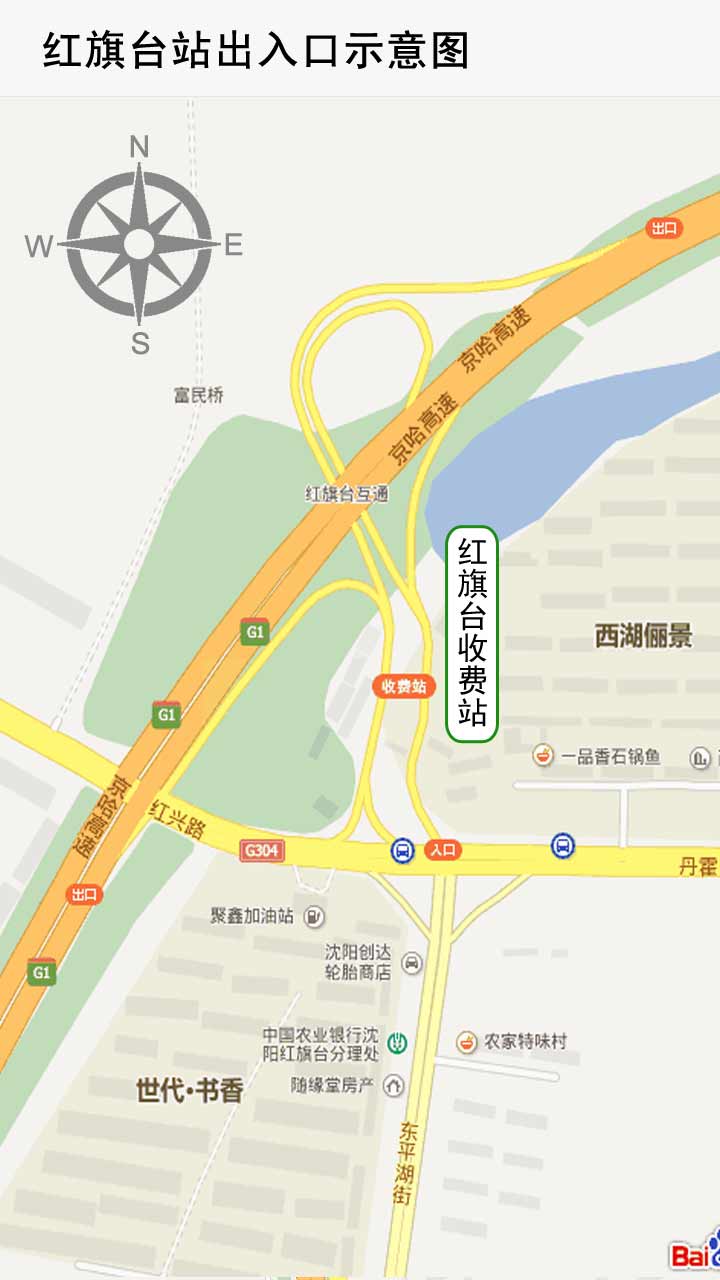 红旗台站出入口示意图
N
W
E
S
出口
京哈高速
富民桥
京哈高速
红旗台互通
红旗台收费站
G1
西湖俪景
收费站
G1
一品香石锅鱼
京哈高速
红兴路
G304
入口
丹霍
出口
聚鑫加油站
沈阳创达
轮胎商店
G1
中国农业银行沈
阳红旗台分理处
农家特味村
随缘堂房产
世代·书香
东平湖街
Bai